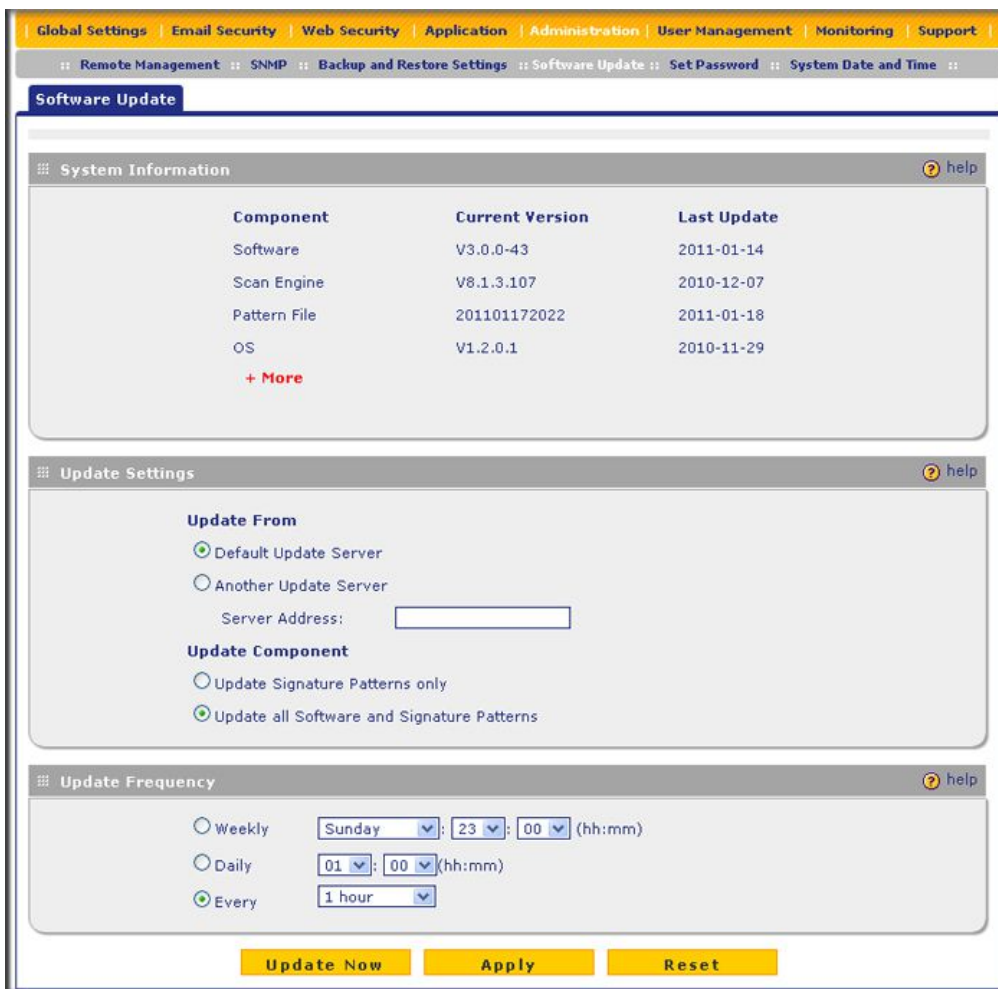 Global Settings | Email Security | Web Security | Application | Administration | User Management | Monitoring | Support
:: Remote Management :: SNMP :: Backup and Restore Settings :: Software Update :: Set Password :: System Date and Time ::
Software Update
System Information
help
Component Current Version Last Update
Software V3.0.0-43 2011-01-14
Scan Engine V8.1.3.107 2010-12-07
Pattern File 201101172022 2011-01-18
OS V1.2.0.1 2010-11-29
+ More
Update Settings
help
Update From
Default Update Server
Another Update Server
Server Address:
Update Component
Update Signature Patterns only
Update all Software and Signature Patterns
Update Frequency
help
Weekly Sunday : 23 : 00 (hh:mm)
Daily 01 : 00 (hh:mm)
Every 1 hour
Update Now Apply Reset